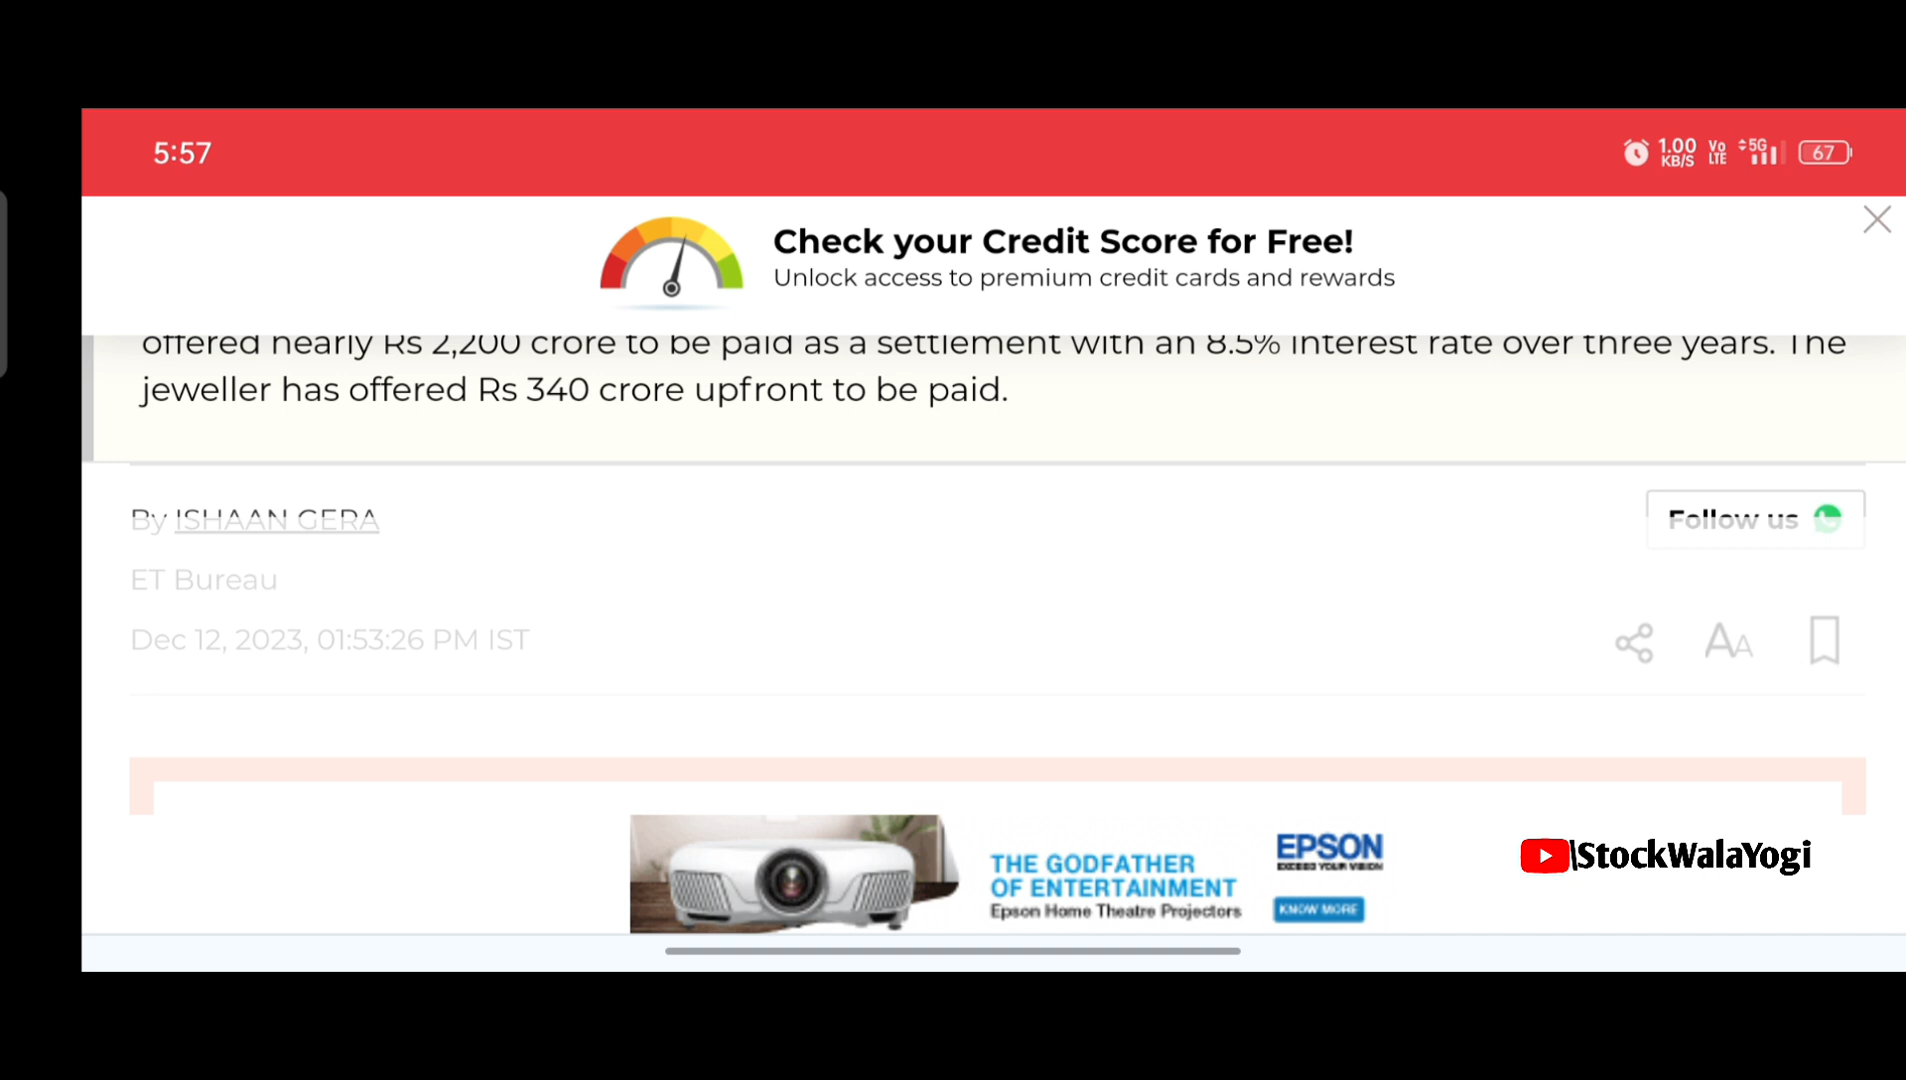 5:57
1.00 KB/S Vo LTE 5G 67
Check your Credit Score for Free!
Unlock access to premium credit cards and rewards
offered nearly Rs 2,200 crore to be paid as a settlement with an 8.5% interest rate over three years. The
jeweller has offered Rs 340 crore upfront to be paid.
By ISHAAN GERA
Follow us
ET Bureau
Dec 12, 2023, 01:53:26 PM IST
AA
THE GODFATHER
OF ENTERTAINMENT
Epson Home Theatre Projectors
EPSON
EXCEED YOUR VISION
KNOW MORE
\StockWalaYogi